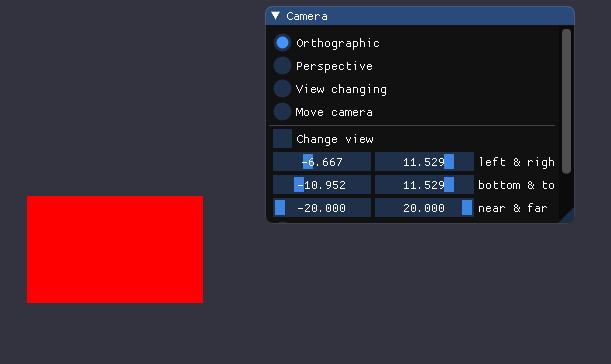 Camera
Orthographic
Perspective
View changing
Move camera
Change view
-6.667 11.529 left & righ
-10.952 11.529 bottom & to
-20.000 20.000 near & far